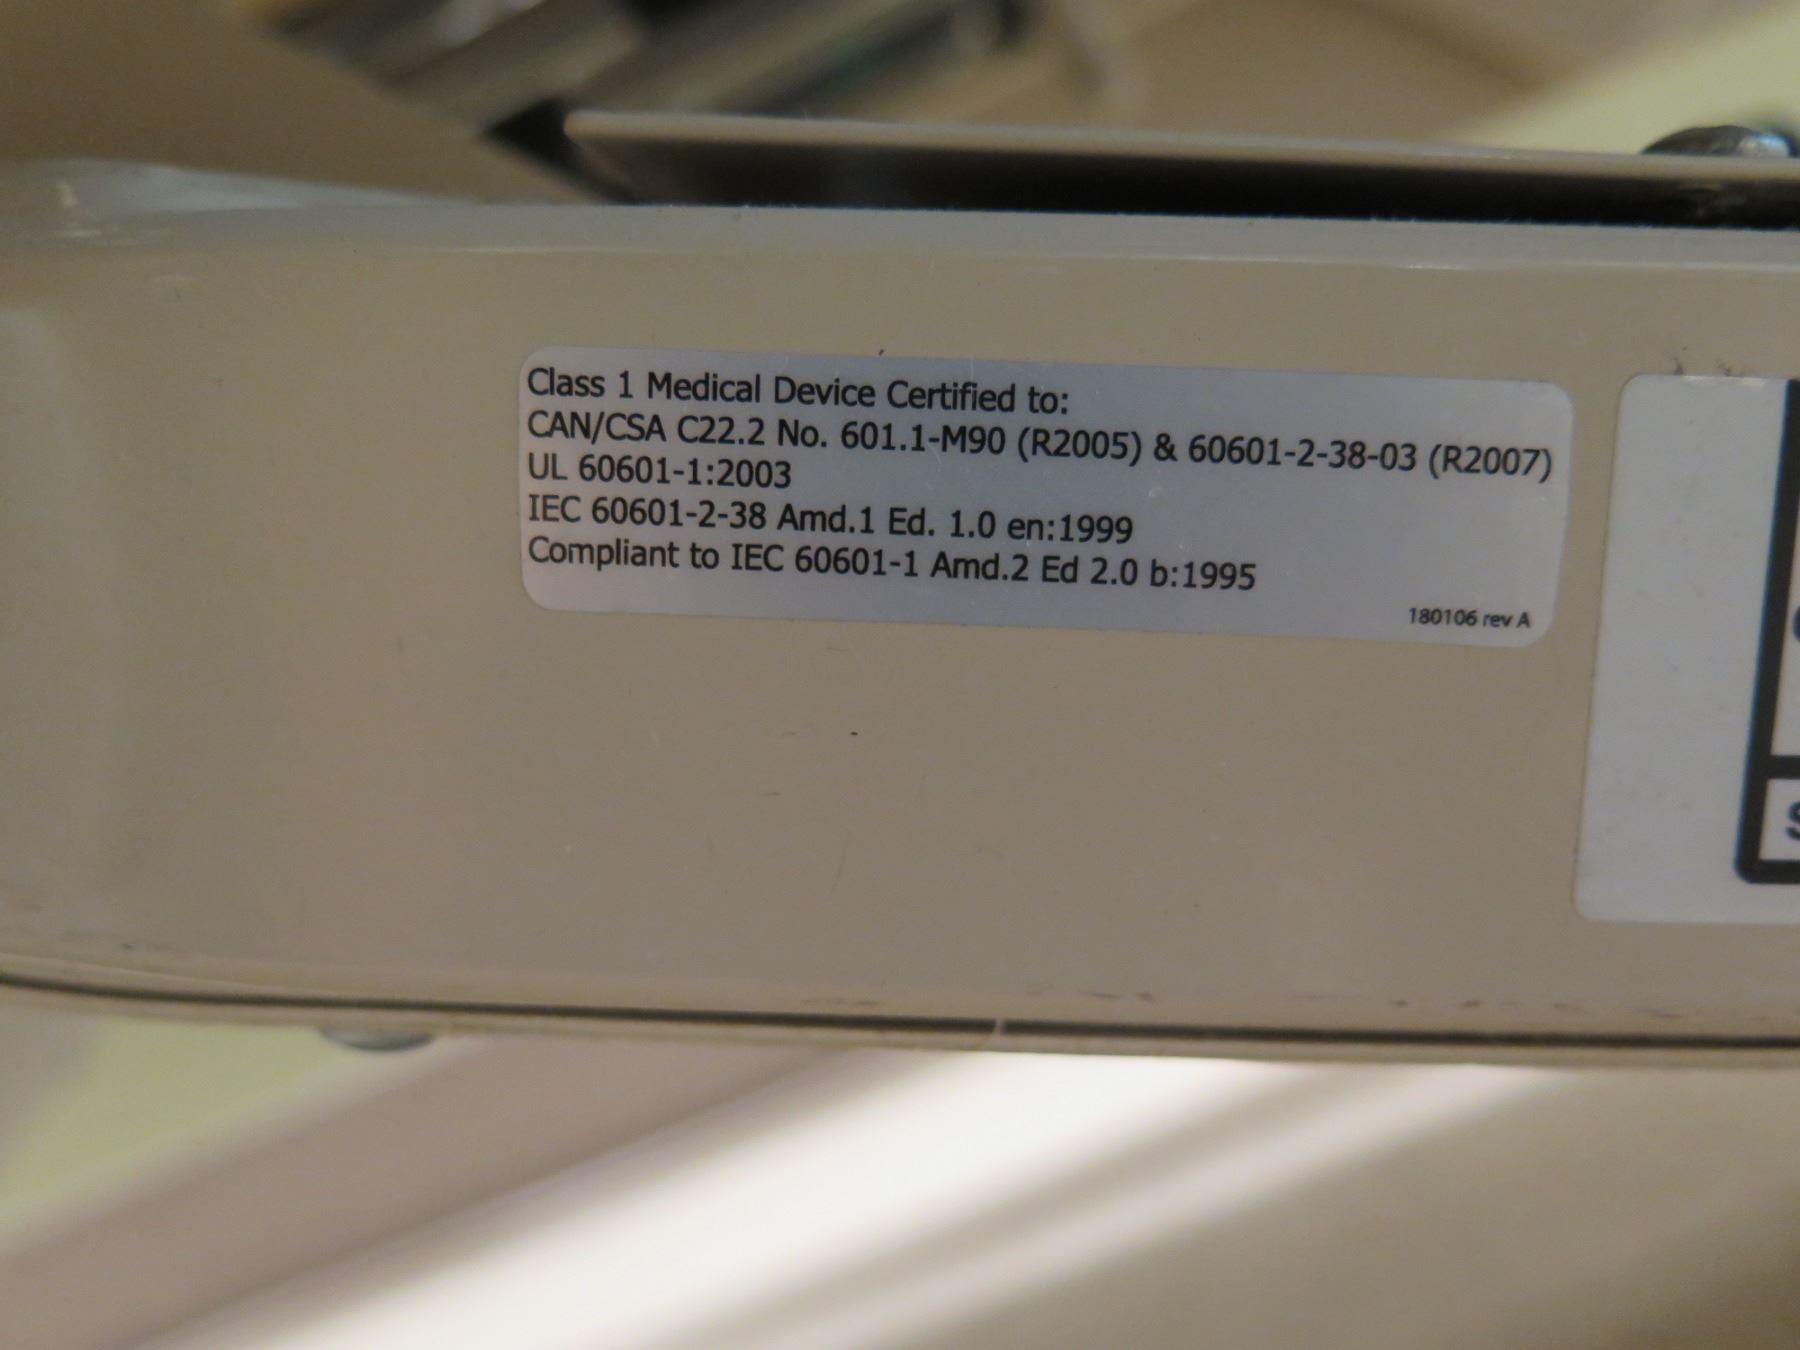 Class 1 Medical Device Certified to:
CAN/CSA C22.2 No. 601.1-M90 (R2005) & 60601-2-38-03 (R2007)
UL 60601-1:2003
IEC 60601-2-38 Amd.1 Ed. 1.0 en:1999
Compliant to IEC 60601-1 Amd.2 Ed 2.0 b:1995
180106 rev A